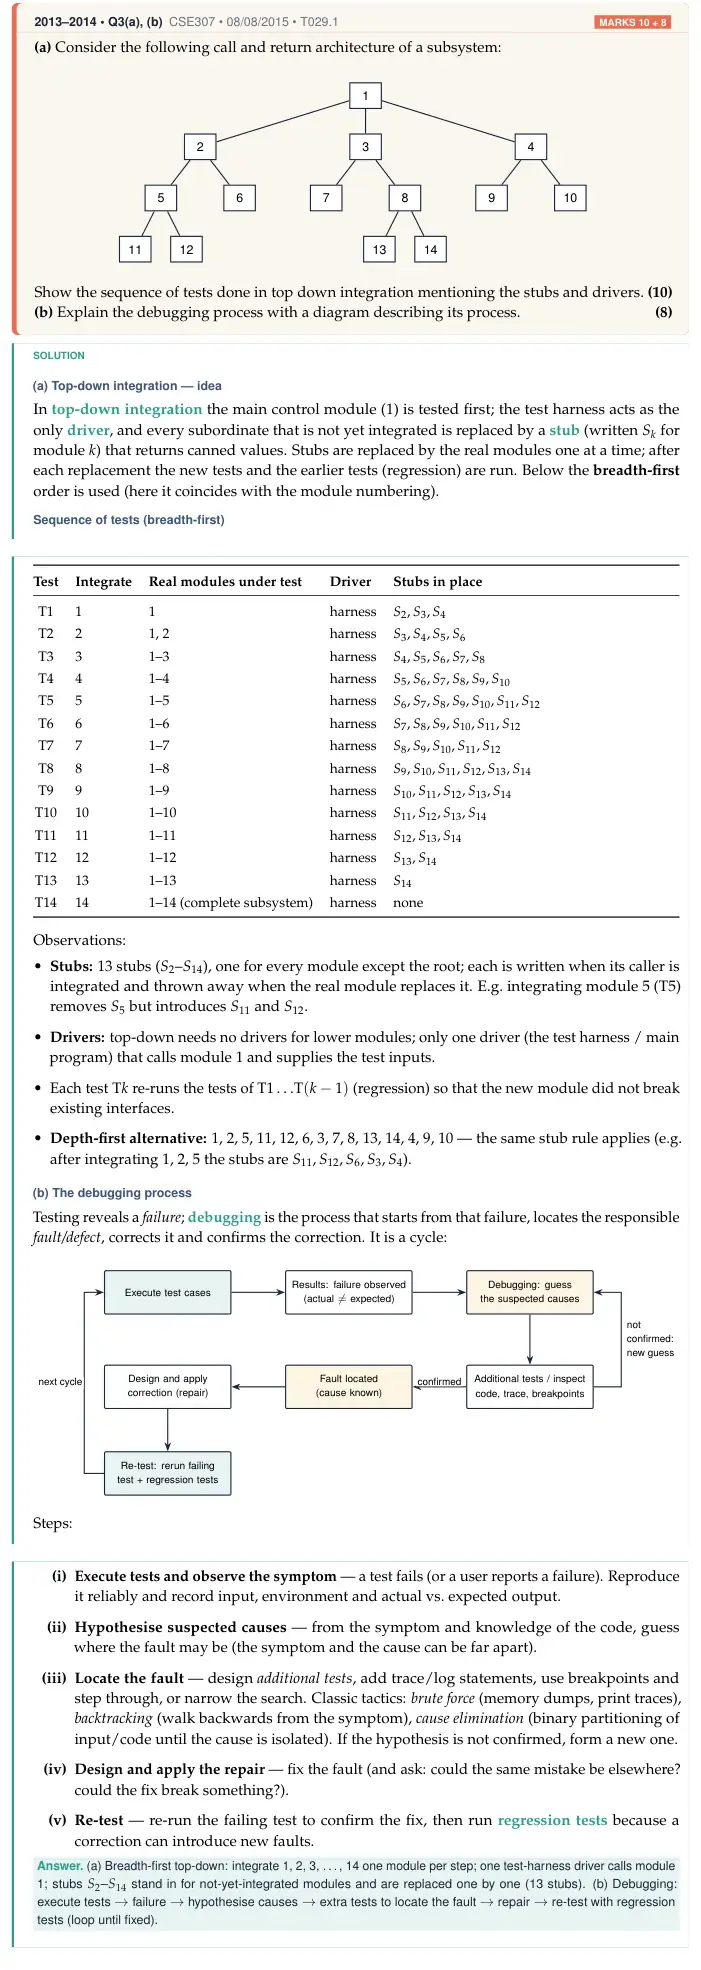 2013–2014 • Q3(a), (b) CSE307 • 08/08/2015 • T029.1 MARKS 10 + 8
(a) Consider the following call and return architecture of a subsystem:
1
2 3 4
5 6 7 8 9 10
11 12 13 14
Show the sequence of tests done in top down integration mentioning the stubs and drivers. (10)
(b) Explain the debugging process with a diagram describing its process. (8)
SOLUTION
(a) Top-down integration — idea
In top-down integration the main control module (1) is tested first; the test harness acts as the
only driver, and every subordinate that is not yet integrated is replaced by a stub (written Sk for
module k) that returns canned values. Stubs are replaced by the real modules one at a time; after
each replacement the new tests and the earlier tests (regression) are run. Below the breadth-first
order is used (here it coincides with the module numbering).
Sequence of tests (breadth-first)
Test Integrate Real modules under test Driver Stubs in place
T1 1 1 harness S2, S3, S4
T2 2 1, 2 harness S3, S4, S5, S6
T3 3 1–3 harness S4, S5, S6, S7, S8
T4 4 1–4 harness S5, S6, S7, S8, S9, S10
T5 5 1–5 harness S6, S7, S8, S9, S10, S11, S12
T6 6 1–6 harness S7, S8, S9, S10, S11, S12
T7 7 1–7 harness S8, S9, S10, S11, S12
T8 8 1–8 harness S9, S10, S11, S12, S13, S14
T9 9 1–9 harness S10, S11, S12, S13, S14
T10 10 1–10 harness S11, S12, S13, S14
T11 11 1–11 harness S12, S13, S14
T12 12 1–12 harness S13, S14
T13 13 1–13 harness S14
T14 14 1–14 (complete subsystem) harness none
Observations:
• Stubs: 13 stubs (S2–S14), one for every module except the root; each is written when its caller is
integrated and thrown away when the real module replaces it. E.g. integrating module 5 (T5)
removes S5 but introduces S11 and S12.
• Drivers: top-down needs no drivers for lower modules; only one driver (the test harness / main
program) that calls module 1 and supplies the test inputs.
• Each test Tk re-runs the tests of T1 . . .T(k − 1) (regression) so that the new module did not break
existing interfaces.
• Depth-first alternative: 1, 2, 5, 11, 12, 6, 3, 7, 8, 13, 14, 4, 9, 10 — the same stub rule applies (e.g.
after integrating 1, 2, 5 the stubs are S11, S12, S6, S3, S4).
(b) The debugging process
Testing reveals a failure; debugging is the process that starts from that failure, locates the responsible
fault/defect, corrects it and confirms the correction. It is a cycle:
Execute test cases
Results: failure observed
(actual ≠ expected)
Debugging: guess
the suspected causes
not
confirmed:
new guess
Additional tests / inspect
code, trace, breakpoints
confirmed
Fault located
(cause known)
Design and apply
correction (repair)
next cycle
Re-test: rerun failing
test + regression tests
Steps:
(i) Execute tests and observe the symptom — a test fails (or a user reports a failure). Reproduce
it reliably and record input, environment and actual vs. expected output.
(ii) Hypothesise suspected causes — from the symptom and knowledge of the code, guess
where the fault may be (the symptom and the cause can be far apart).
(iii) Locate the fault — design additional tests, add trace/log statements, use breakpoints and
step through, or narrow the search. Classic tactics: brute force (memory dumps, print traces),
backtracking (walk backwards from the symptom), cause elimination (binary partitioning of
input/code until the cause is isolated). If the hypothesis is not confirmed, form a new one.
(iv) Design and apply the repair — fix the fault (and ask: could the same mistake be elsewhere?
could the fix break something?).
(v) Re-test — re-run the failing test to confirm the fix, then run regression tests because a
correction can introduce new faults.
Answer. (a) Breadth-first top-down: integrate 1, 2, 3, . . . , 14 one module per step; one test-harness driver calls module
1; stubs S2–S14 stand in for not-yet-integrated modules and are replaced one by one (13 stubs). (b) Debugging:
execute tests → failure → hypothesise causes → extra tests to locate the fault → repair → re-test with regression
tests (loop until fixed).